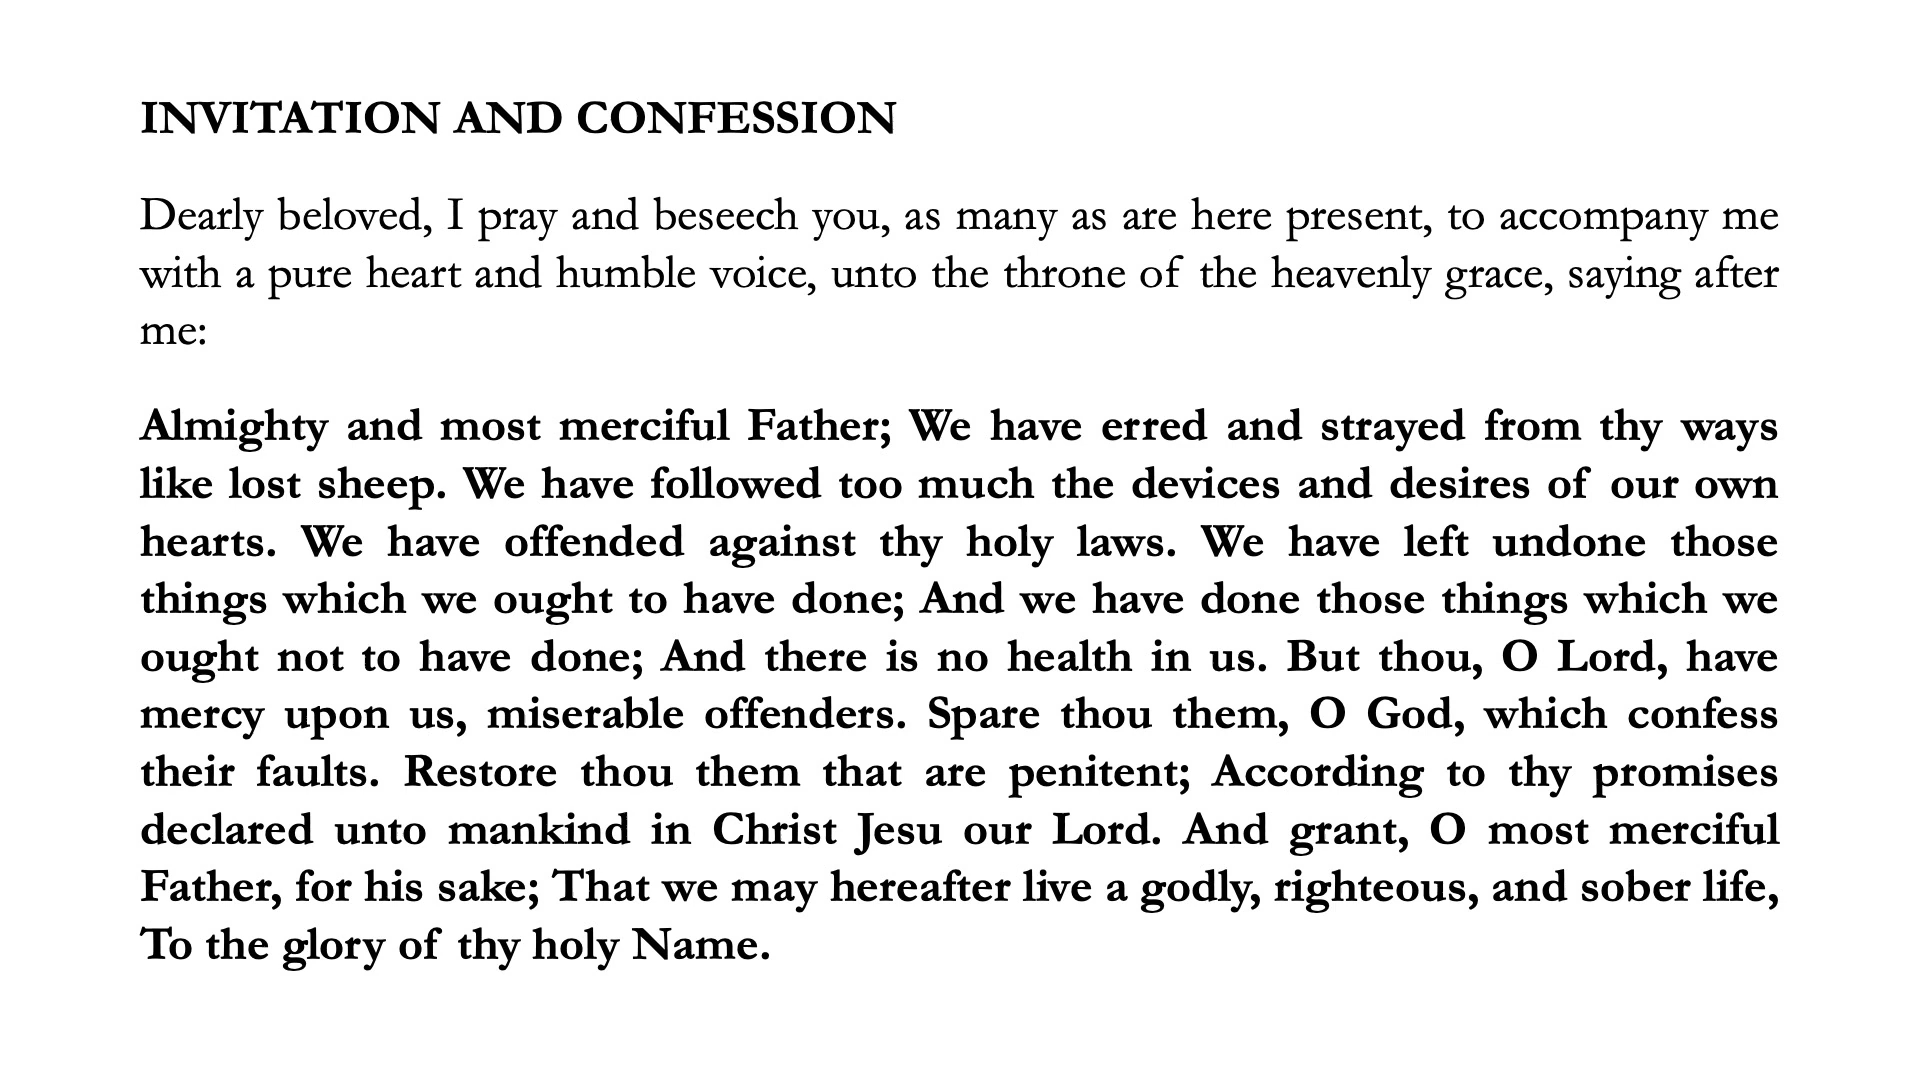 INVITATION AND CONFESSION
Dearly beloved, I pray and beseech you, as many as are here present, to accompany me
with a pure heart and humble voice, unto the throne of the heavenly grace, saying after
me:
Almighty and most merciful Father; We have erred and strayed from thy ways
like lost sheep. We have followed too much the devices and desires of our own
hearts. We have offended against thy holy laws. We have left undone those
things which we ought to have done; And we have done those things which we
ought not to have done; And there is no health in us. But thou, O Lord, have
mercy upon us, miserable offenders. Spare thou them, O God, which confess
their faults. Restore thou them that are penitent; According to thy promises
declared unto mankind in Christ Jesu our Lord. And grant, O most merciful
Father, for his sake; That we may hereafter live a godly, righteous, and sober life,
To the glory of thy holy Name.